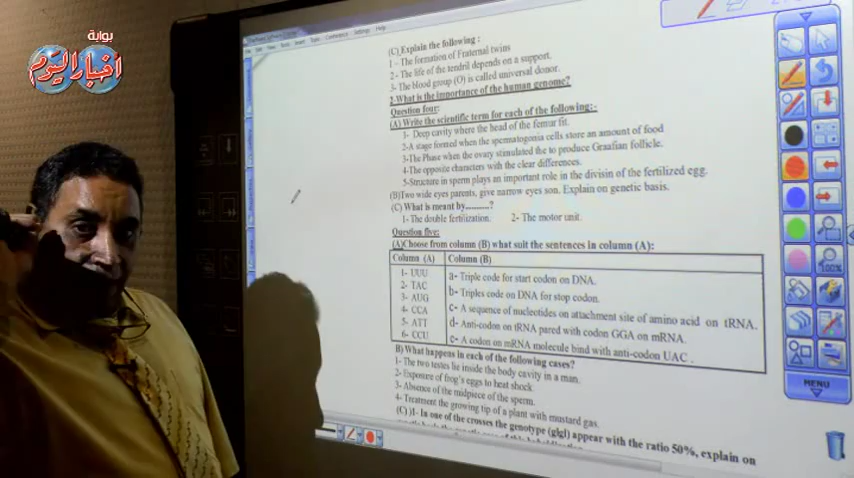 بوابة
أخبار اليوم
(C) Explain the following :
1 – The formation of Fraternal twins
2- The life of the tendril depends on a support.
3- The blood group (O) is called universal donor.
2-What is the importance of the human genome?
Question four:
(A) Write the scientific term for each of the following:-
1- Deep cavity where the head of the femur fit.
2-A stage formed when the spermatogonia cells store an amount of food
3-The Phase when the ovary stimulated the to produce Graafian follicle.
4-The opposite characters with the clear differences.
5-Structure in sperm plays an important role in the divisin of the fertilized egg.
(B)Two wide eyes parents, give narrow eyes son. Explain on genetic basis.
(C) What is meant by..........?
1- The double fertilization. 2- The motor unit.
Question five:
(A)Choose from column (B) what suit the sentences in column (A):
Column (A) Column (B)
1- UUU a- Triple code for start codon on DNA.
2- TAC b- Triples code on DNA for stop codon.
3- AUG c- A sequence of nucleotides on attachment site of amino acid on tRNA.
4- CCA d- Anti-codon on tRNA pared with codon GGA on mRNA.
5- ATT e- A codon on mRNA molecule bind with anti-codon UAC .
6- CCU
B) What happens in each of the following cases?
1- The two testes lie inside the body cavity in a man.
2- Exposure of frog's eggs to heat shock.
3- Absence of the midpiece of the sperm.
4- Treatment the growing tip of a plant with mustard gas.
(C) )1- In one of the crosses the genotype (glgl) appear with the ratio 50%, explain on
100%
MENU